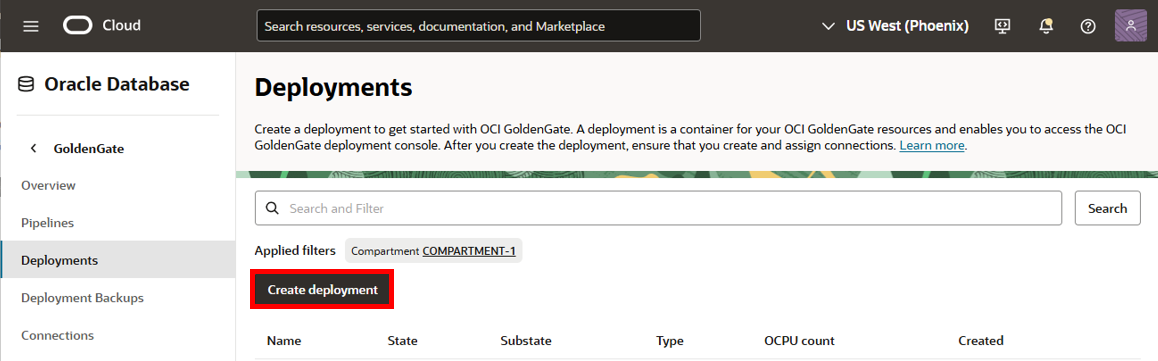 Cloud
Search resources, services, documentation, and Marketplace
US West (Phoenix)
Oracle Database
GoldenGate
Overview
Pipelines
Deployments
Deployment Backups
Connections
Deployments
Create a deployment to get started with OCI GoldenGate. A deployment is a container for your OCI GoldenGate resources and enables you to access the OCI
GoldenGate deployment console. After you create the deployment, ensure that you create and assign connections. Learn more.
Search and Filter
Search
Applied filters
Compartment COMPARTMENT-1
Create deployment
Name State Substate Type OCPU count Created